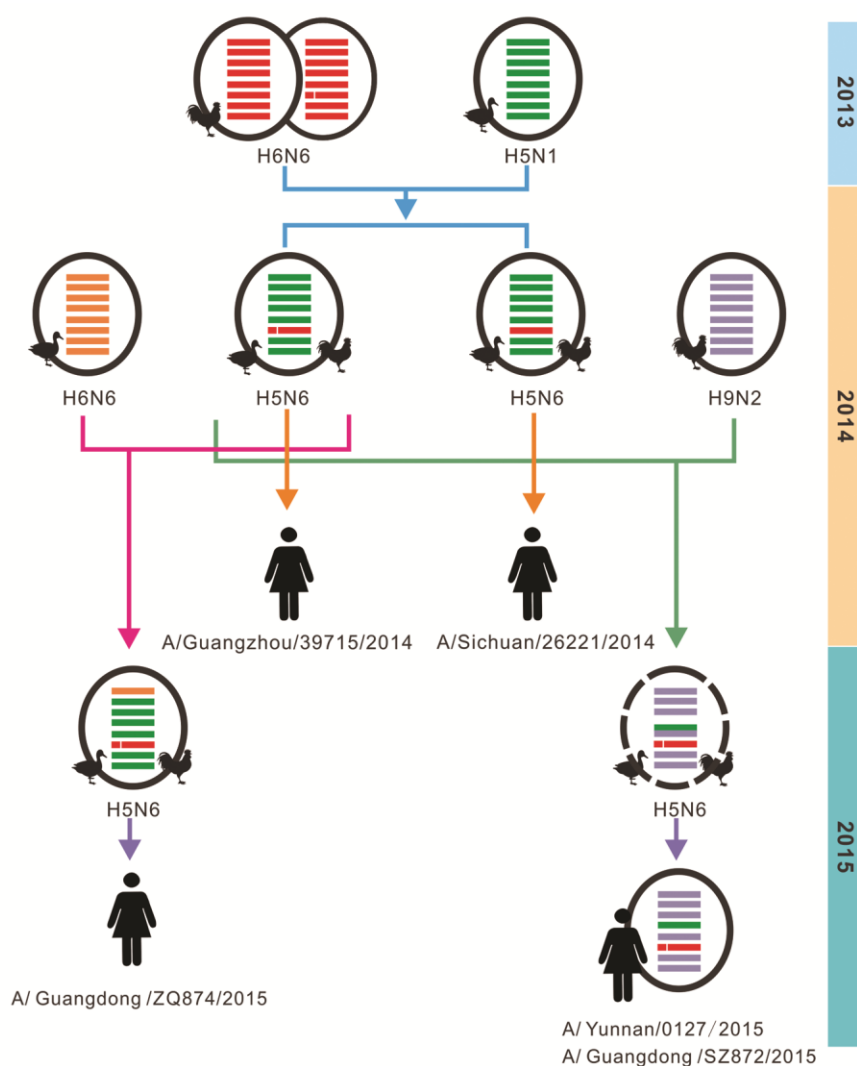 H6N6
H5N1
2013
H6N6
H5N6
H5N6
H9N2
2014
A/Guangzhou/39715/2014
A/Sichuan/26221/2014
H5N6
H5N6
2015
A/ Guangdong /ZQ874/2015
A/ Yunnan/0127/2015
A/ Guangdong /SZ872/2015